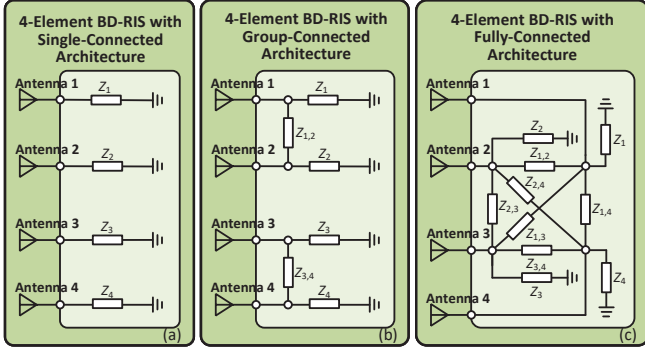 4-Element BD-RIS with
Single-Connected
Architecture
Antenna 1
Z1
Antenna 2
Z2
Antenna 3
Z3
Antenna 4
Z4
(a)
4-Element BD-RIS with
Group-Connected
Architecture
Antenna 1
Z1
Z1,2
Antenna 2
Z2
Antenna 3
Z3
Z3,4
Antenna 4
Z4
(b)
4-Element BD-RIS with
Fully-Connected
Architecture
Antenna 1
Z2
Z1
Antenna 2
Z1,2
Z2,4
Z2,3
Z1,4
Z1,3
Antenna 3
Z3,4
Z4
Z3
Antenna 4
(c)